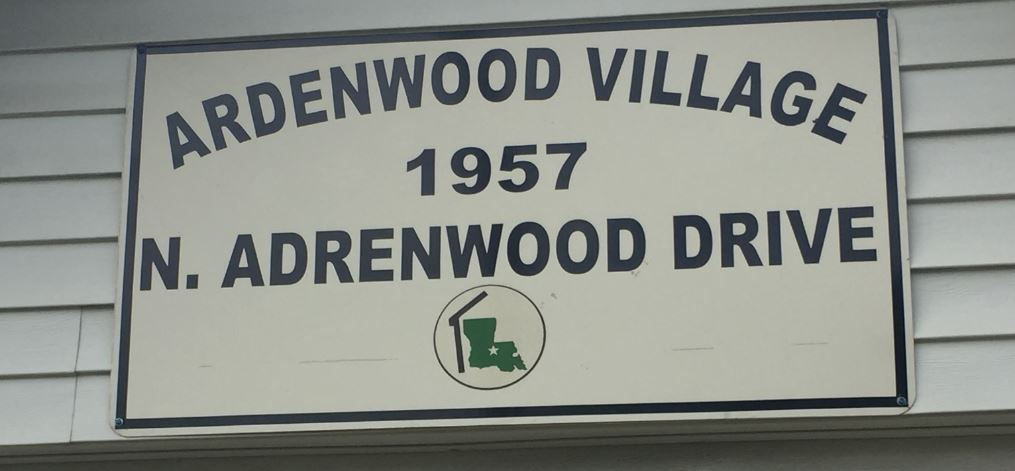 ARDENWOOD VILLAGE
1957
N. ADRENWOOD DRIVE